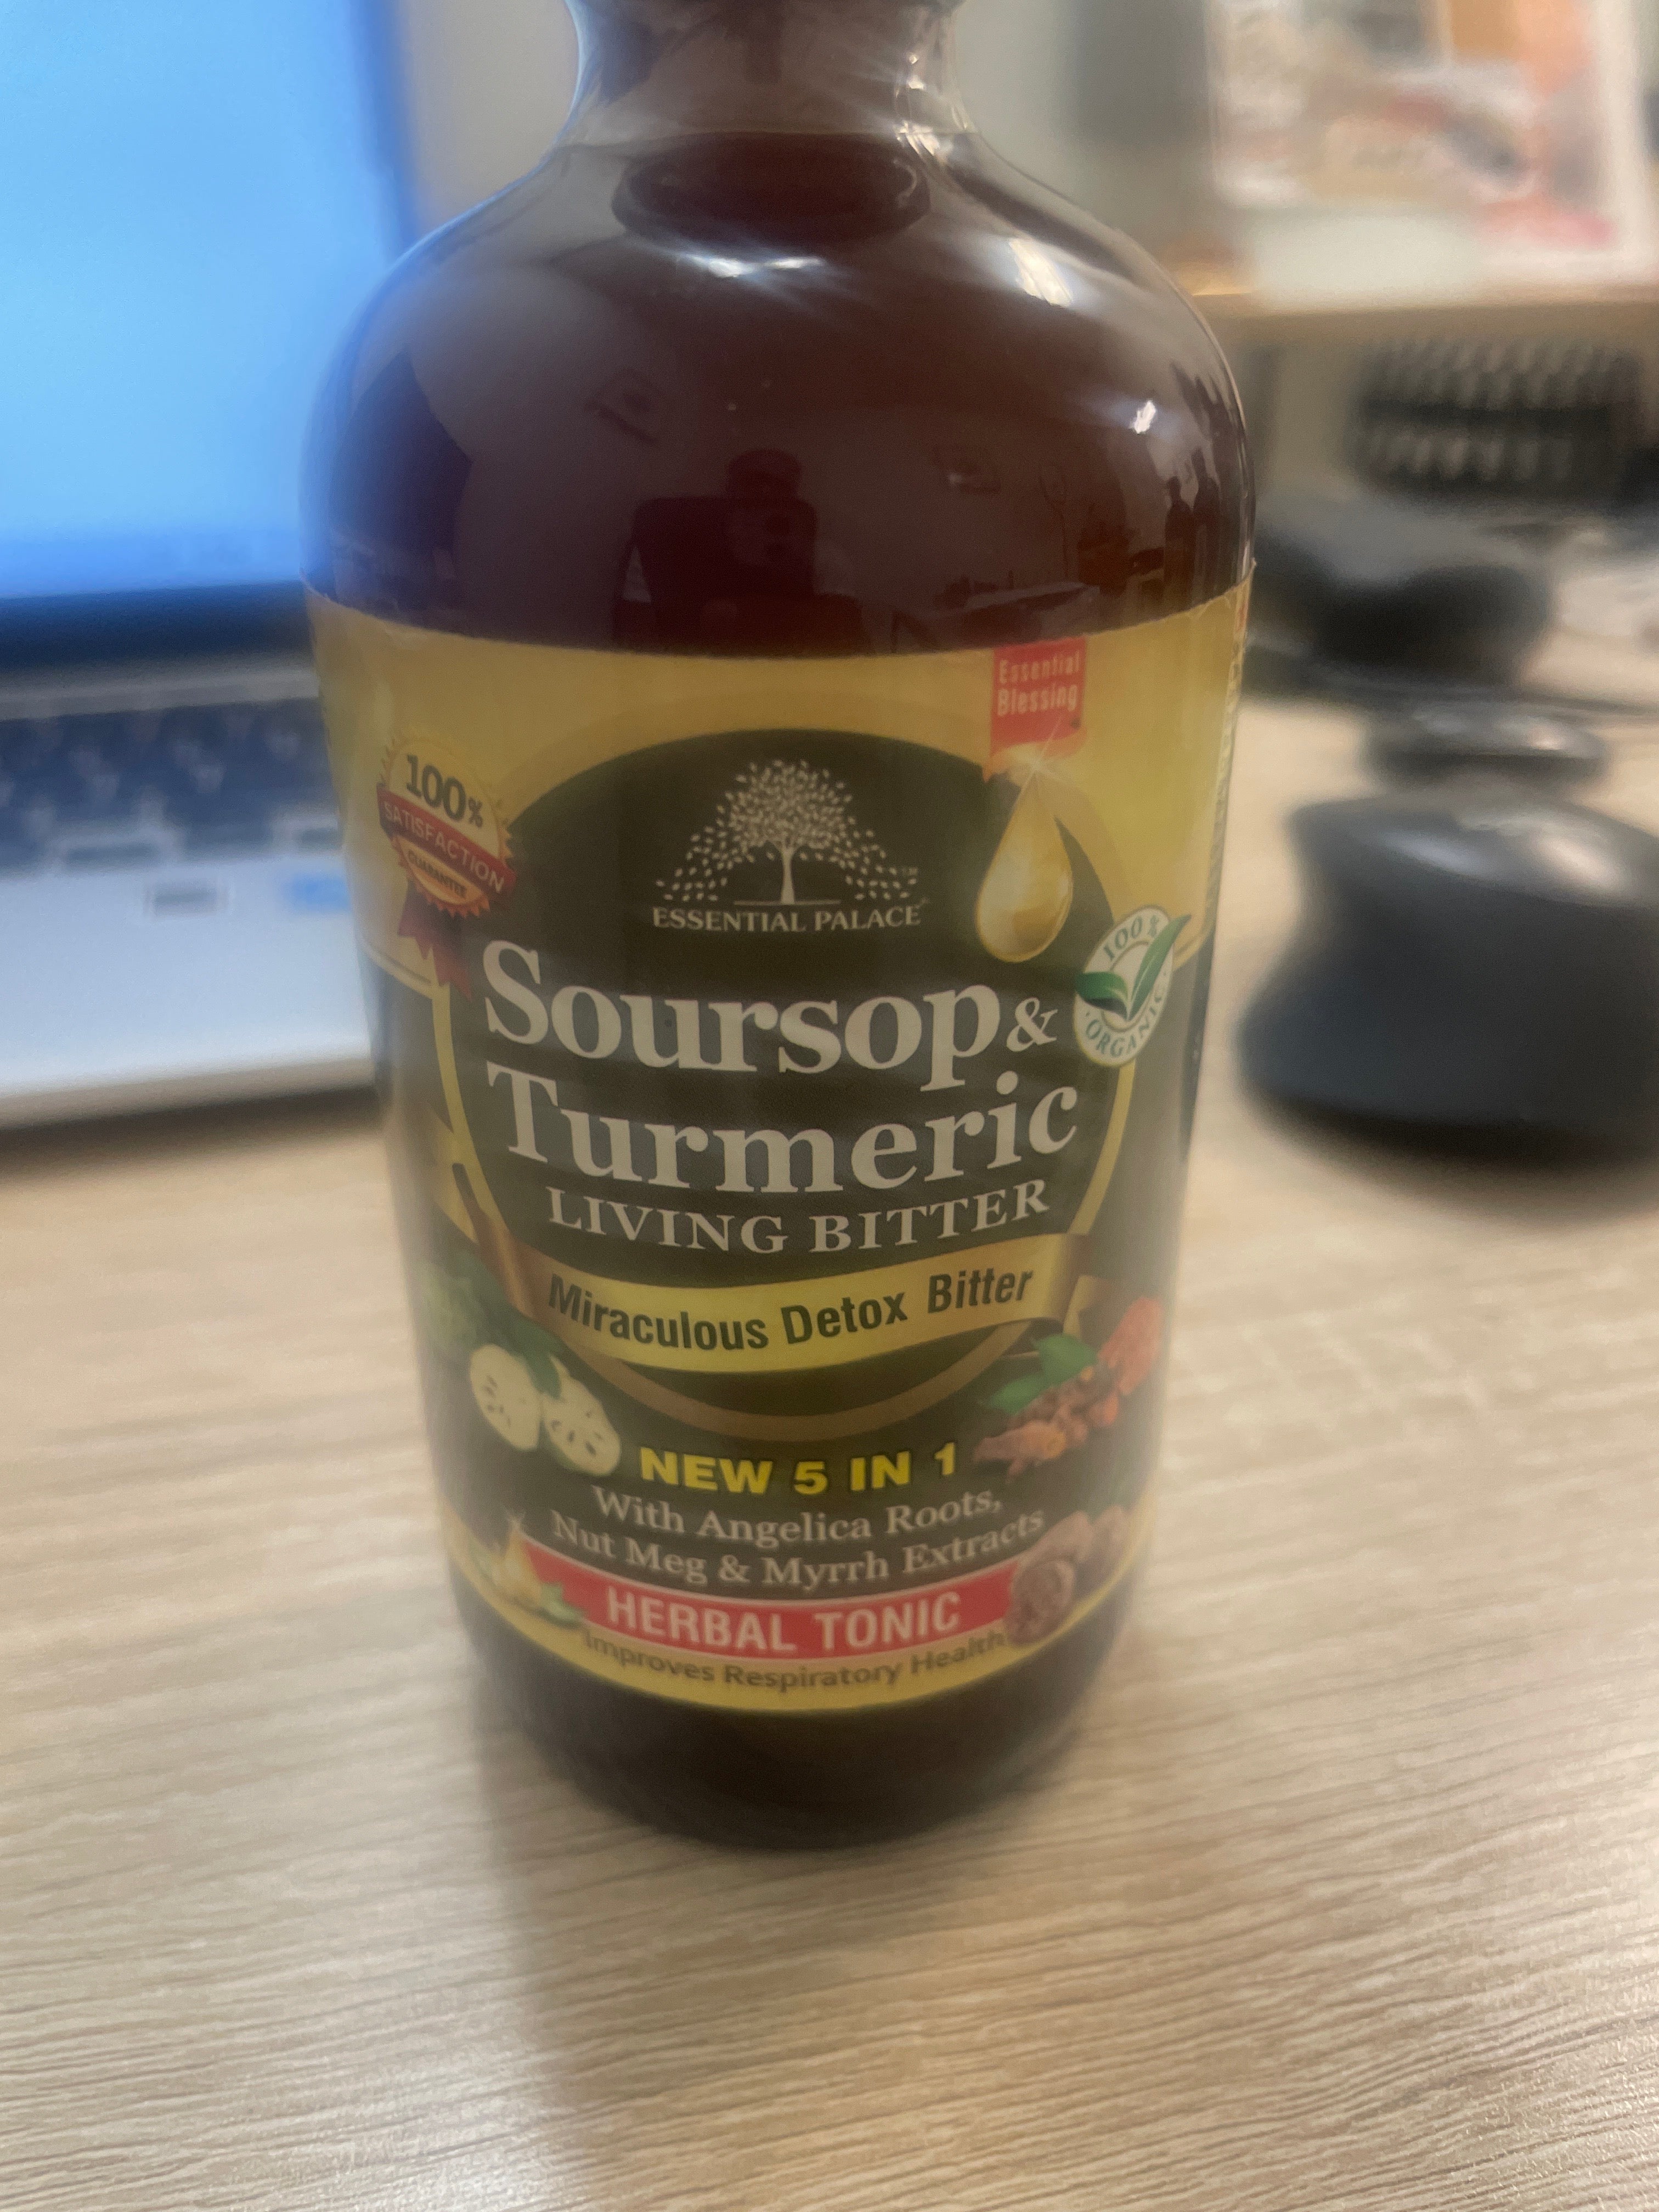 Essential
Blessing
100%
SATISFACTION
GUARANTEE
ESSENTIAL PALACE™
100%
ORGANIC
Soursop &
Turmeric
LIVING BITTER
Miraculous Detox Bitter
NEW 5 IN 1
With Angelica Roots,
Nut Meg & Myrrh Extracts
HERBAL TONIC
Improves Respiratory Health